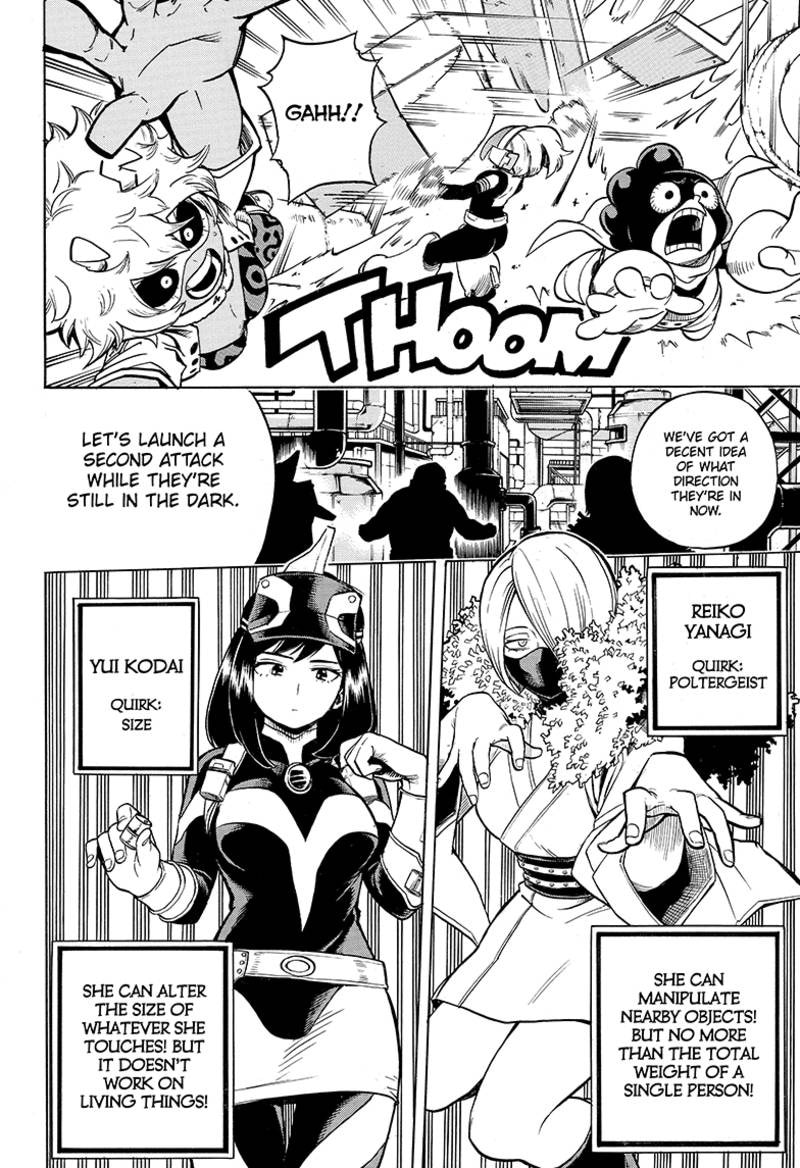 GAHH!!
THOOM
WE'VE GOT A
DECENT IDEA
OF WHAT
DIRECTION
THEY'RE IN
NOW.
LET'S LAUNCH A
SECOND ATTACK
WHILE THEY'RE
STILL IN THE DARK.
REIKO
YANAGI
QUIRK:
POLTERGEIST
SHE CAN
MANIPULATE
NEARBY OBJECTS!
BUT NO MORE
THAN THE TOTAL
WEIGHT OF A
SINGLE PERSON!
YUI KODAI
QUIRK:
SIZE
SHE CAN ALTER
THE SIZE OF
WHATEVER SHE
TOUCHES! BUT
IT DOESN'T
WORK ON
LIVING THINGS!